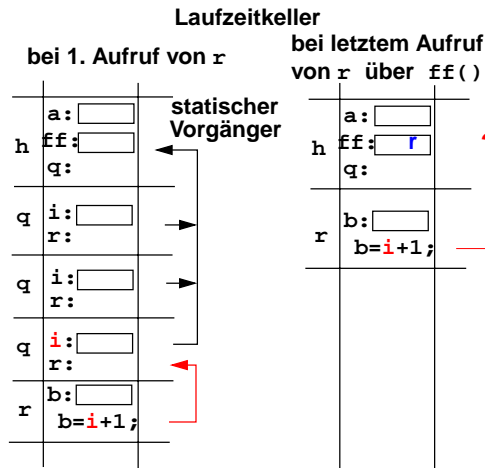 Laufzeitkeller
bei 1. Aufruf von r
statischer
Vorgänger
a:
h ff:
q:
q i:
r:
q i:
r:
q i:
r:
b:
r b=i+1;
bei letztem Aufruf
von r über ff()
a:
h ff: r
q:
b:
r b=i+1;